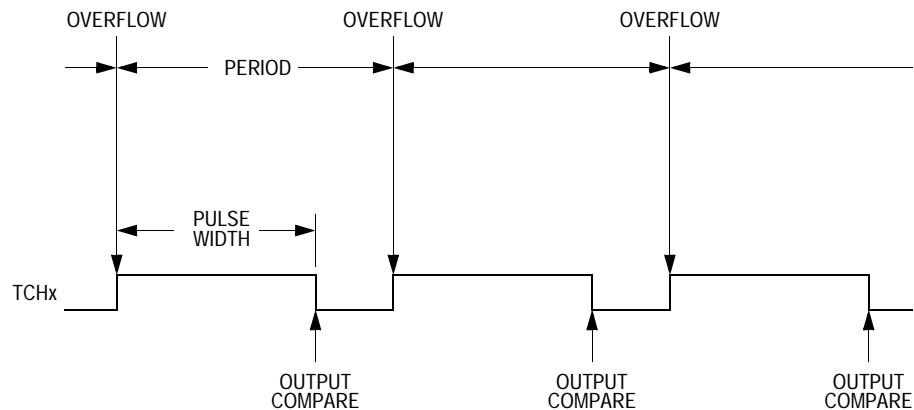 OVERFLOW OVERFLOW OVERFLOW
PERIOD
PULSE
WIDTH
TCHx
OUTPUT
COMPARE
OUTPUT
COMPARE
OUTPUT
COMPARE